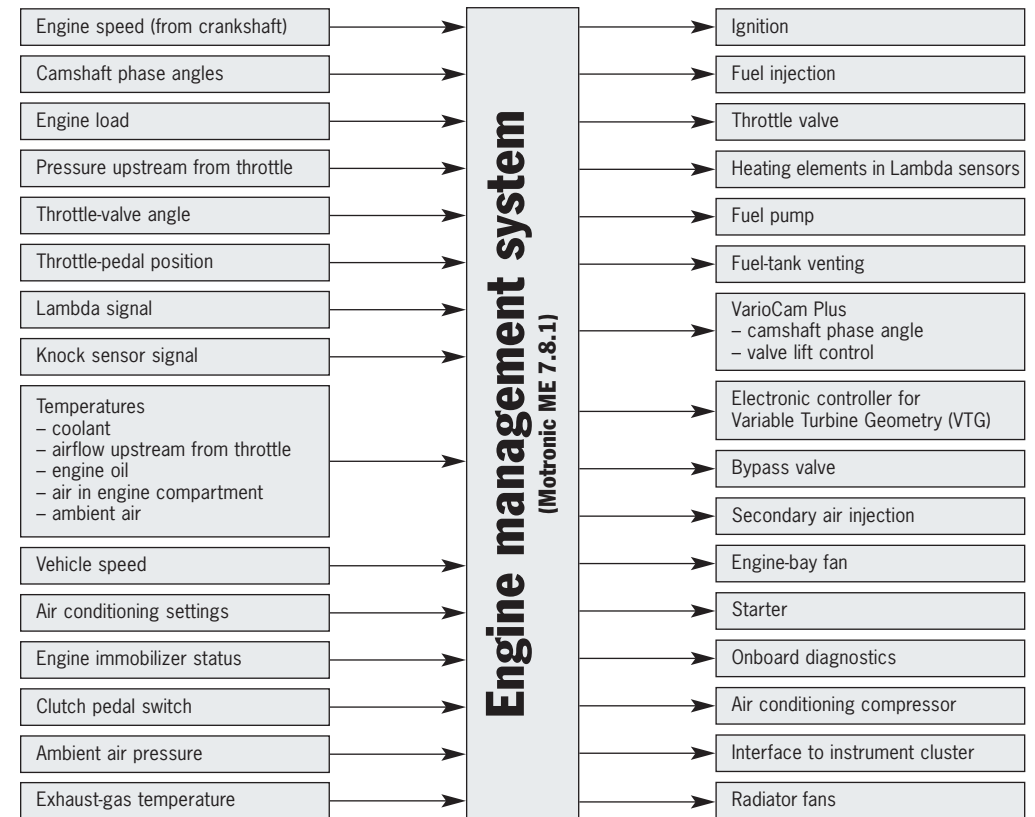 Engine speed (from crankshaft)
Camshaft phase angles
Engine load
Pressure upstream from throttle
Throttle-valve angle
Throttle-pedal position
Lambda signal
Knock sensor signal
Temperatures
– coolant
– airflow upstream from throttle
– engine oil
– air in engine compartment
– ambient air
Vehicle speed
Air conditioning settings
Engine immobilizer status
Clutch pedal switch
Ambient air pressure
Exhaust-gas temperature
Engine management system
(Motronic ME 7.8.1)
Ignition
Fuel injection
Throttle valve
Heating elements in Lambda sensors
Fuel pump
Fuel-tank venting
VarioCam Plus
– camshaft phase angle
– valve lift control
Electronic controller for
Variable Turbine Geometry (VTG)
Bypass valve
Secondary air injection
Engine-bay fan
Starter
Onboard diagnostics
Air conditioning compressor
Interface to instrument cluster
Radiator fans